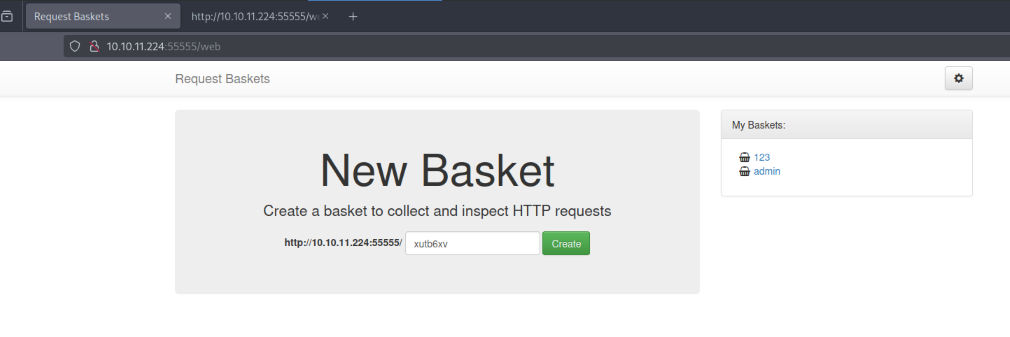 Request Baskets
http://10.10.11.224:55555/w
10.10.11.224:55555/web
Request Baskets
New Basket
Create a basket to collect and inspect HTTP requests
http://10.10.11.224:55555/ xutb6xv Create
My Baskets:
123
admin